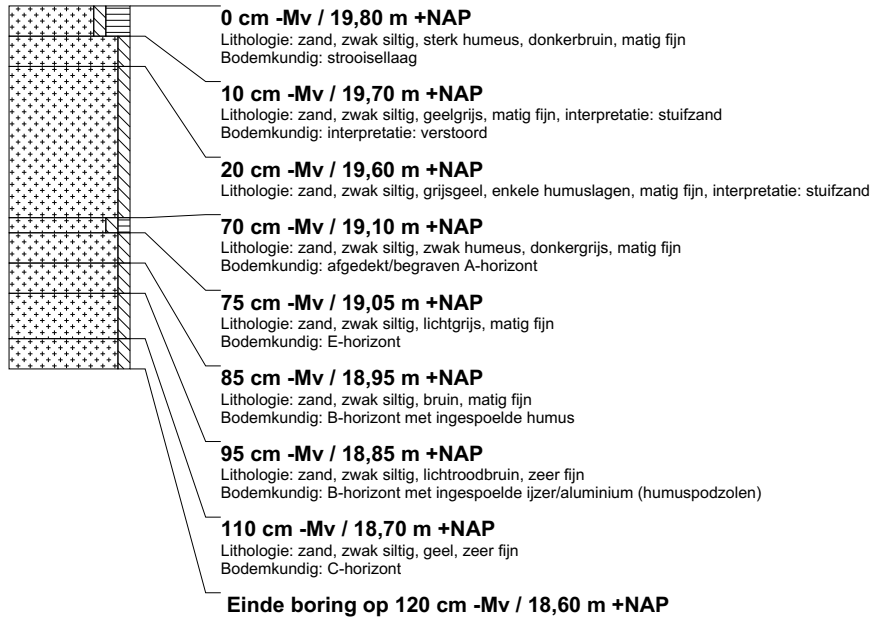 0 cm -Mv / 19,80 m +NAP
Lithologie: zand, zwak siltig, sterk humeus, donkerbruin, matig fijn
Bodemkundig: strooisellaag
10 cm -Mv / 19,70 m +NAP
Lithologie: zand, zwak siltig, geelgrijs, matig fijn, interpretatie: stuifzand
Bodemkundig: interpretatie: verstoord
20 cm -Mv / 19,60 m +NAP
Lithologie: zand, zwak siltig, grijsgeel, enkele humuslagen, matig fijn, interpretatie: stuifzand
70 cm -Mv / 19,10 m +NAP
Lithologie: zand, zwak siltig, zwak humeus, donkergrijs, matig fijn
Bodemkundig: afgedekt/begraven A-horizont
75 cm -Mv / 19,05 m +NAP
Lithologie: zand, zwak siltig, lichtgrijs, matig fijn
Bodemkundig: E-horizont
85 cm -Mv / 18,95 m +NAP
Lithologie: zand, zwak siltig, bruin, matig fijn
Bodemkundig: B-horizont met ingespoelde humus
95 cm -Mv / 18,85 m +NAP
Lithologie: zand, zwak siltig, lichtroodbruin, zeer fijn
Bodemkundig: B-horizont met ingespoelde ijzer/aluminium (humuspodzolen)
110 cm -Mv / 18,70 m +NAP
Lithologie: zand, zwak siltig, geel, zeer fijn
Bodemkundig: C-horizont
Einde boring op 120 cm -Mv / 18,60 m +NAP